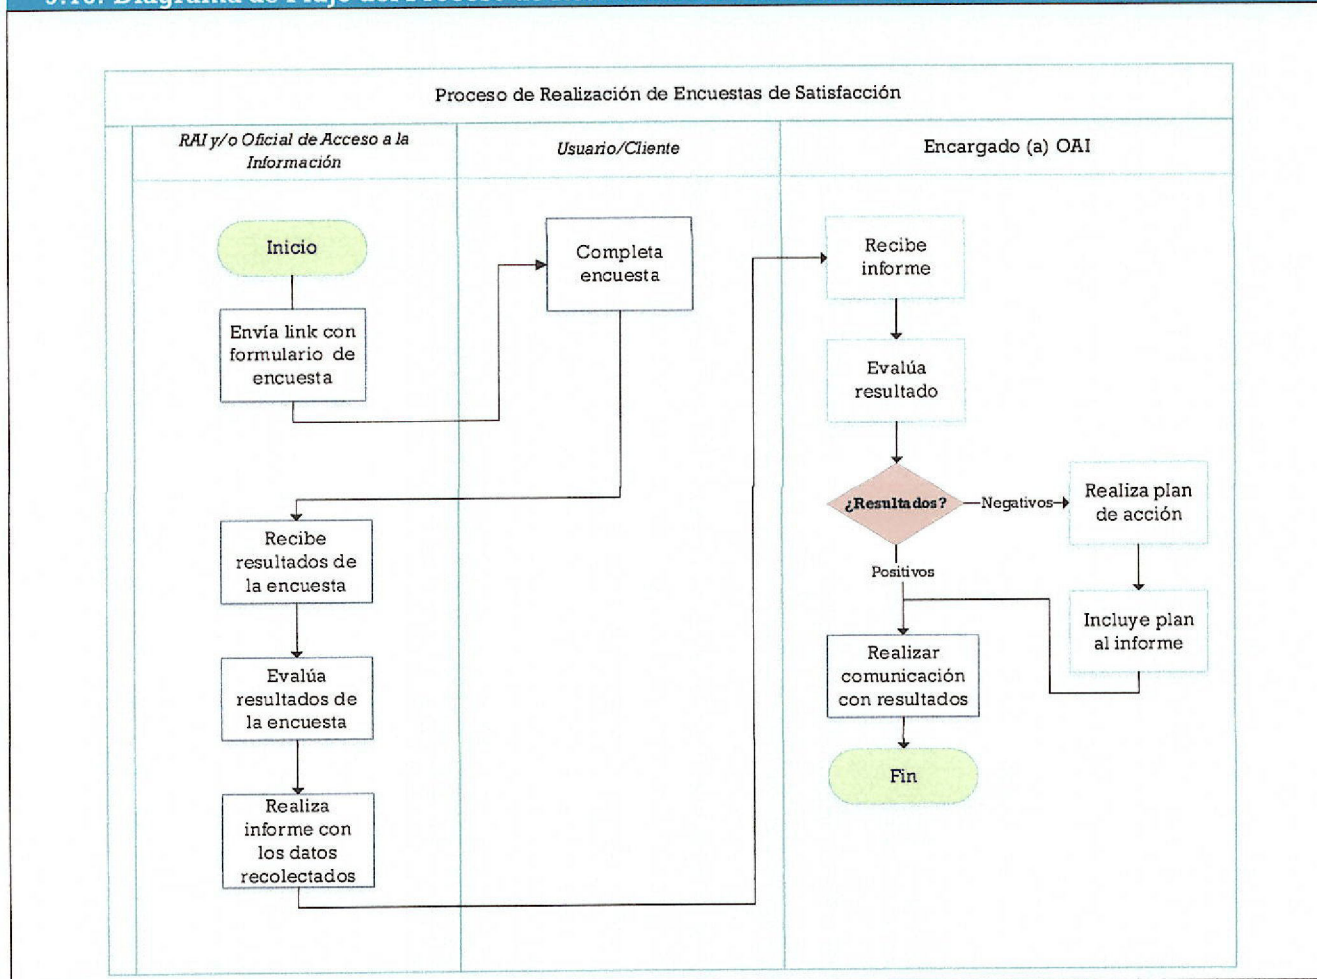 Proceso de Realización de Encuestas de Satisfacción
RAI y/o Oficial de Acceso a la
Información
Usuario/Cliente
Encargado (a) OAI
Inicio
Envía link con
formulario de
encuesta
Completa
encuesta
Recibe
resultados de
la encuesta
Evalúa
resultados de
la encuesta
Realiza
informe con
los datos
recolectados
Recibe
informe
Evalúa
resultado
¿Resultados?
Negativos
Realiza plan
de acción
Positivos
Incluye plan
al informe
Realizar
comunicación
con resultados
Fin